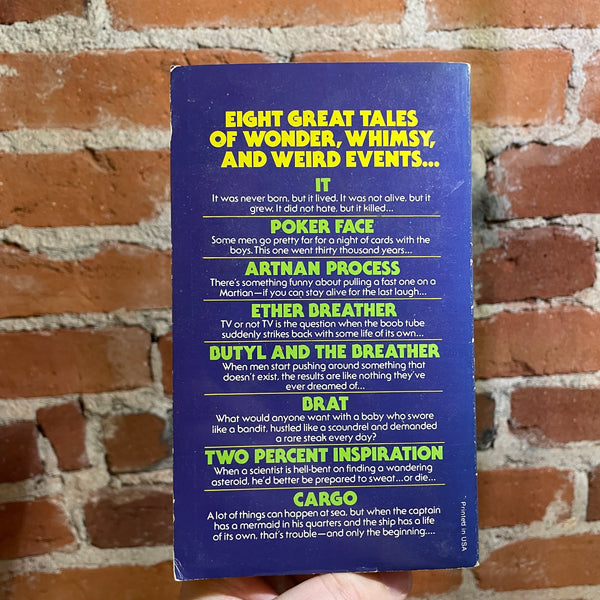 EIGHT GREAT TALES
OF WONDER, WHIMSY,
AND WEIRD EVENTS...
IT
It was never born, but it lived. It was not alive, but it
grew. It did not hate, but it killed...
POKER FACE
Some men go pretty far for a night of cards with the
boys. This one went thirty thousand years...
ARTNAN PROCESS
There's something funny about pulling a fast one on a
Martian—if you can stay alive for the last laugh...
ETHER BREATHER
TV or not TV is the question when the boob tube
suddenly strikes back with some life of its own...
BUTYL AND THE BREATHER
When men start pushing around something that
doesn't exist, the results are like nothing they've
ever dreamed of...
BRAT
What would anyone want with a baby who swore
like a bandit, hustled like a scoundrel and demanded
a rare steak every day?
TWO PERCENT INSPIRATION
When a scientist is hell-bent on finding a wandering
asteroid, he'd better be prepared to sweat...or die...
CARGO
A lot of things can happen at sea, but when the captain
has a mermaid in his quarters and the ship has a life
of its own, that's trouble—and only the beginning....
Printed in USA